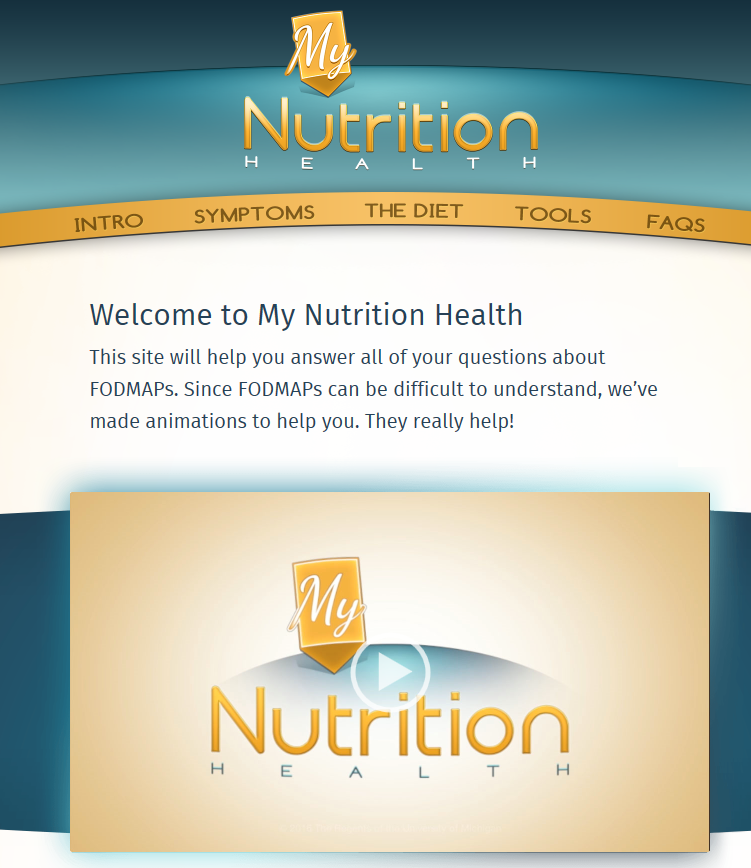 My
Nutrition
HEALTH
INTRO SYMPTOMS THE DIET TOOLS FAQS
Welcome to My Nutrition Health
This site will help you answer all of your questions about
FODMAPs. Since FODMAPs can be difficult to understand, we’ve
made animations to help you. They really help!
My
Nutrition
HEALTH